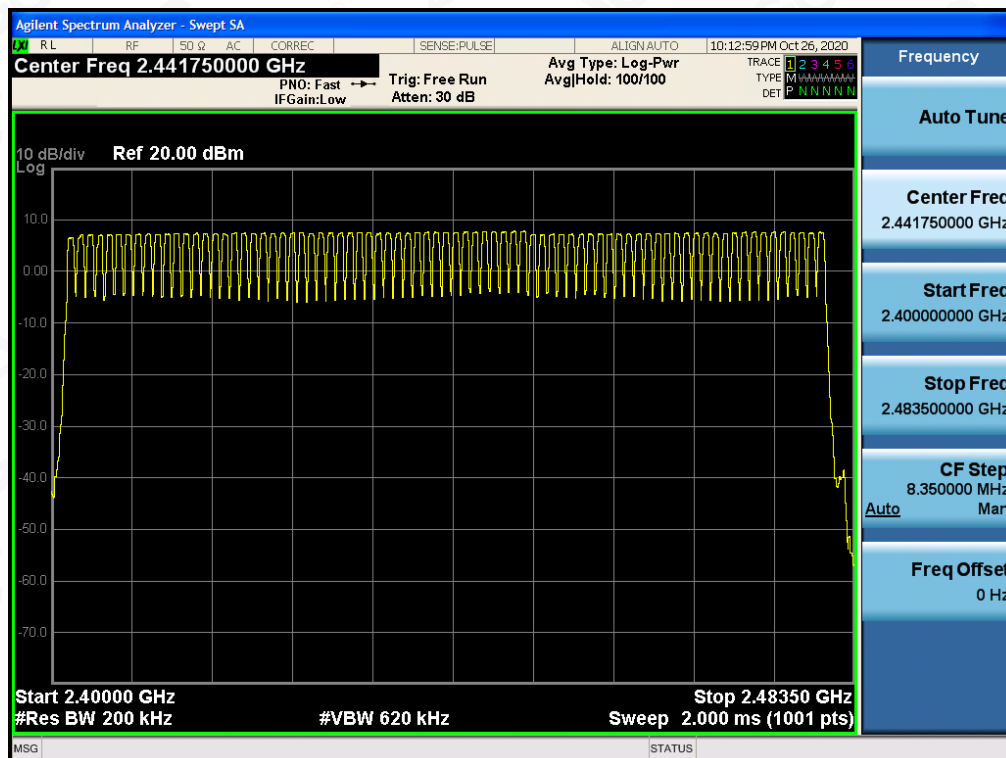 Agilent Spectrum Analyzer - Swept SA
LXI RL RF 50 Ω AC CORREC SENSE:PULSE ALIGN AUTO 10:12:59 PM Oct 26, 2020
Center Freq 2.441750000 GHz
PNO: Fast
IFGain:Low
Trig: Free Run
Atten: 30 dB
Avg Type: Log-Pwr
Avg|Hold: 100/100
TRACE 1 2 3 4 5 6
TYPE M WWWWW
DET P N N N N N
10 dB/div Ref 20.00 dBm
Log
10.0
0.00
-10.0
-20.0
-30.0
-40.0
-50.0
-60.0
-70.0
Start 2.40000 GHz Stop 2.48350 GHz
#Res BW 200 kHz #VBW 620 kHz Sweep 2.000 ms (1001 pts)
MSG STATUS
Frequency
Auto Tune
Center Freq
2.441750000 GHz
Start Freq
2.400000000 GHz
Stop Freq
2.483500000 GHz
CF Step
8.350000 MHz
Auto Man
Freq Offset
0 Hz